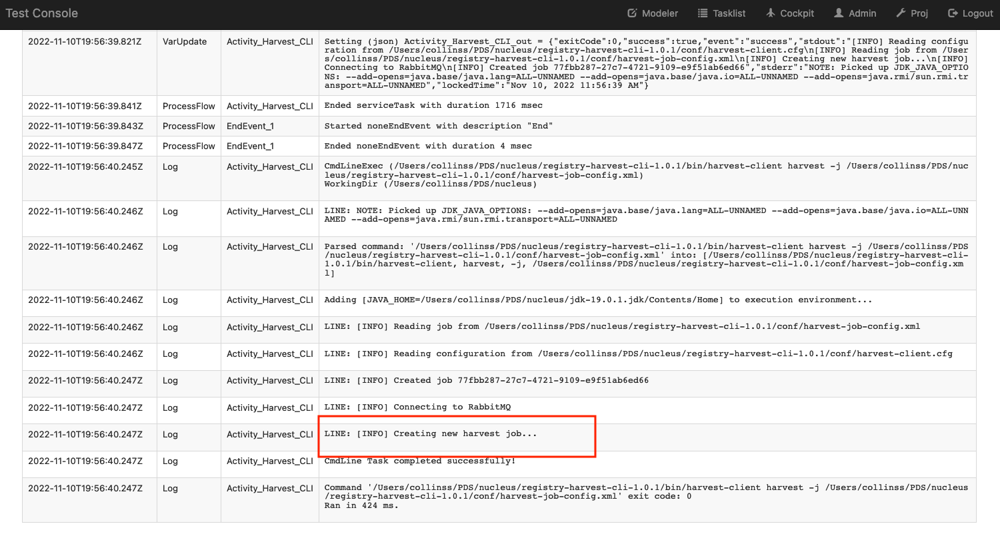 Test Console
Modeler
Tasklist
Cockpit
Admin
Proj
Logout
2022-11-10T19:56:39.821Z
VarUpdate
Activity_Harvest_CLI
Setting (json) Activity_Harvest_CLI_out = {"exitCode":0,"success":true,"event":"success","stdout":"[INFO] Reading configu
ration from /Users/collinss/PDS/nucleus/registry-harvest-cli-1.0.1/conf/harvest-client.cfg\n[INFO] Reading job from /User
s/collinss/PDS/nucleus/registry-harvest-cli-1.0.1/conf/harvest-job-config.xml\n[INFO] Creating new harvest job...\n[INFO]
Connecting to RabbitMQ\n[INFO] Created job 77fbb287-27c7-4721-9109-e9f51ab6ed66","stderr":"NOTE: Picked up JDK_JAVA_OPTIO
NS: --add-opens=java.base/java.lang=ALL-UNNAMED --add-opens=java.base/java.io=ALL-UNNAMED --add-opens=java.rmi/sun.rmi.tr
ansport=ALL-UNNAMED","lockedTime":"Nov 10, 2022 11:56:39 AM"}
2022-11-10T19:56:39.841Z
ProcessFlow
Activity_Harvest_CLI
Ended serviceTask with duration 1716 msec
2022-11-10T19:56:39.843Z
ProcessFlow
EndEvent_1
Started noneEndEvent with description "End"
2022-11-10T19:56:39.847Z
ProcessFlow
EndEvent_1
Ended noneEndEvent with duration 4 msec
2022-11-10T19:56:40.245Z
Log
Activity_Harvest_CLI
CmdLineExec (/Users/collinss/PDS/nucleus/registry-harvest-cli-1.0.1/bin/harvest-client harvest -j /Users/collinss/PDS/nuc
leus/registry-harvest-cli-1.0.1/conf/harvest-job-config.xml)
WorkingDir (/Users/collinss/PDS/nucleus)
2022-11-10T19:56:40.246Z
Log
Activity_Harvest_CLI
LINE: NOTE: Picked up JDK_JAVA_OPTIONS: --add-opens=java.base/java.lang=ALL-UNNAMED --add-opens=java.base/java.io=ALL-UNN
AMED --add-opens=java.rmi/sun.rmi.transport=ALL-UNNAMED
2022-11-10T19:56:40.246Z
Log
Activity_Harvest_CLI
Parsed command: '/Users/collinss/PDS/nucleus/registry-harvest-cli-1.0.1/bin/harvest-client harvest -j /Users/collinss/PDS
/nucleus/registry-harvest-cli-1.0.1/conf/harvest-job-config.xml' into: [/Users/collinss/PDS/nucleus/registry-harvest-cli-
1.0.1/bin/harvest-client, harvest, -j, /Users/collinss/PDS/nucleus/registry-harvest-cli-1.0.1/conf/harvest-job-config.xm
l]
2022-11-10T19:56:40.246Z
Log
Activity_Harvest_CLI
Adding [JAVA_HOME=/Users/collinss/PDS/nucleus/jdk-19.0.1.jdk/Contents/Home] to execution environment...
2022-11-10T19:56:40.246Z
Log
Activity_Harvest_CLI
LINE: [INFO] Reading job from /Users/collinss/PDS/nucleus/registry-harvest-cli-1.0.1/conf/harvest-job-config.xml
2022-11-10T19:56:40.246Z
Log
Activity_Harvest_CLI
LINE: [INFO] Reading configuration from /Users/collinss/PDS/nucleus/registry-harvest-cli-1.0.1/conf/harvest-client.cfg
2022-11-10T19:56:40.247Z
Log
Activity_Harvest_CLI
LINE: [INFO] Created job 77fbb287-27c7-4721-9109-e9f51ab6ed66
2022-11-10T19:56:40.247Z
Log
Activity_Harvest_CLI
LINE: [INFO] Connecting to RabbitMQ
2022-11-10T19:56:40.247Z
Log
Activity_Harvest_CLI
LINE: [INFO] Creating new harvest job...
2022-11-10T19:56:40.247Z
Log
Activity_Harvest_CLI
CmdLine Task completed successfully!
2022-11-10T19:56:40.247Z
Log
Activity_Harvest_CLI
Command '/Users/collinss/PDS/nucleus/registry-harvest-cli-1.0.1/bin/harvest-client harvest -j /Users/collinss/PDS/nucleus
/registry-harvest-cli-1.0.1/conf/harvest-job-config.xml' exit code: 0
Ran in 424 ms.